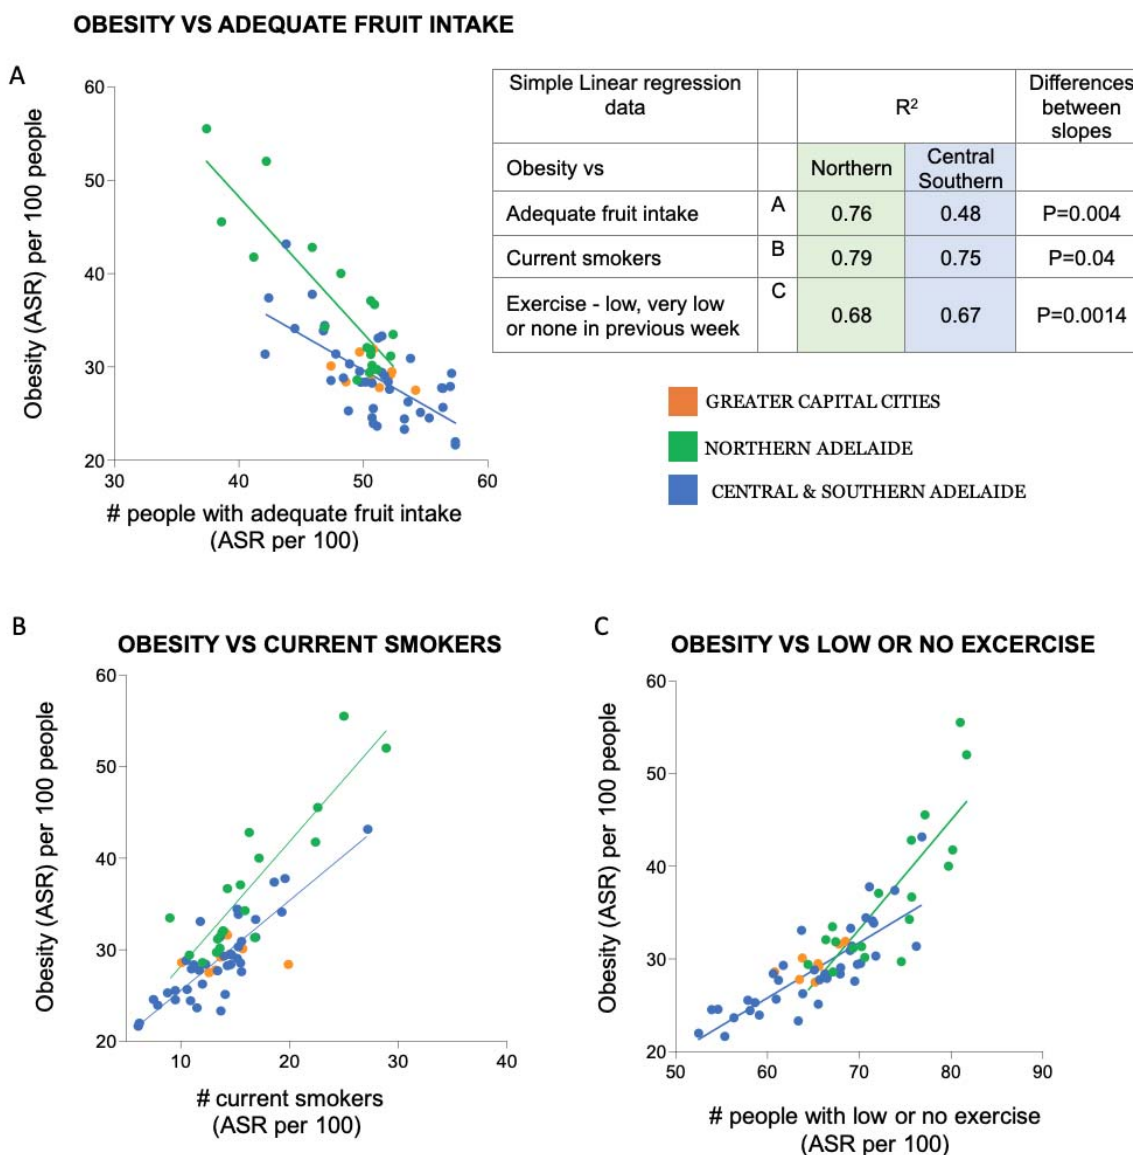 OBESITY VS ADEQUATE FRUIT INTAKE
A
Obesity (ASR) per 100 people
60
50
40
30
20
30 40 50 60
# people with adequate fruit intake
(ASR per 100)
Simple Linear regression
data
R²
Differences
between
slopes
Obesity vs
Northern
Central
Southern
Adequate fruit intake A 0.76 0.48 P=0.004
Current smokers B 0.79 0.75 P=0.04
Exercise - low, very low
or none in previous week
C 0.68 0.67 P=0.0014
GREATER CAPITAL CITIES
NORTHERN ADELAIDE
CENTRAL & SOUTHERN ADELAIDE
B
OBESITY VS CURRENT SMOKERS
Obesity (ASR) per 100 people
60
50
40
30
20
10 20 30 40
# current smokers
(ASR per 100)
C
OBESITY VS LOW OR NO EXCERCISE
Obesity (ASR) per 100 people
60
50
40
30
20
50 60 70 80 90
# people with low or no exercise
(ASR per 100)